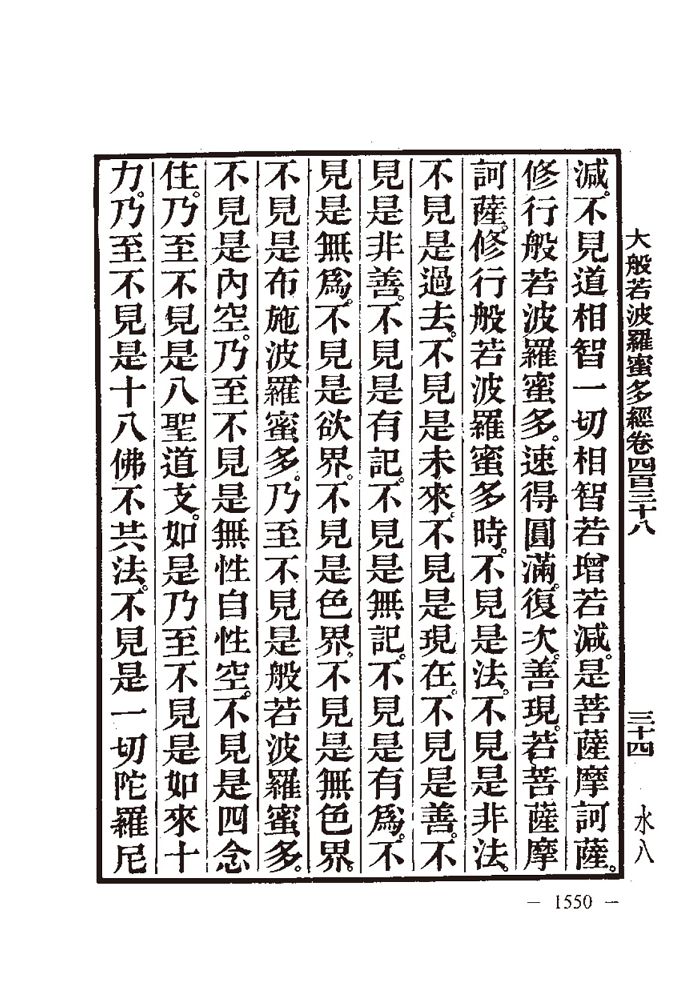 大般若波羅蜜多經卷四百三十八 三十四 水八
減。不見道相智一切相智若增若減。是菩薩摩訶薩。
修行般若波羅蜜多。速得圓滿。復次善現。若菩薩摩
訶薩。修行般若波羅蜜多時。不見是法。不見是非法。
不見是過去。不見是未來。不見是現在。不見是善。不
見是非善。不見是有記。不見是無記。不見是有爲。不
見是無爲。不見是欲界。不見是色界。不見是無色界。
不見是布施波羅蜜多。乃至不見是般若波羅蜜多。
不見是內空。乃至不見是無性自性空。不見是四念
住。乃至不見是八聖道支。如是乃至不見是如來十
力。乃至不見是十八佛不共法。不見是一切陀羅尼
— 1550 —